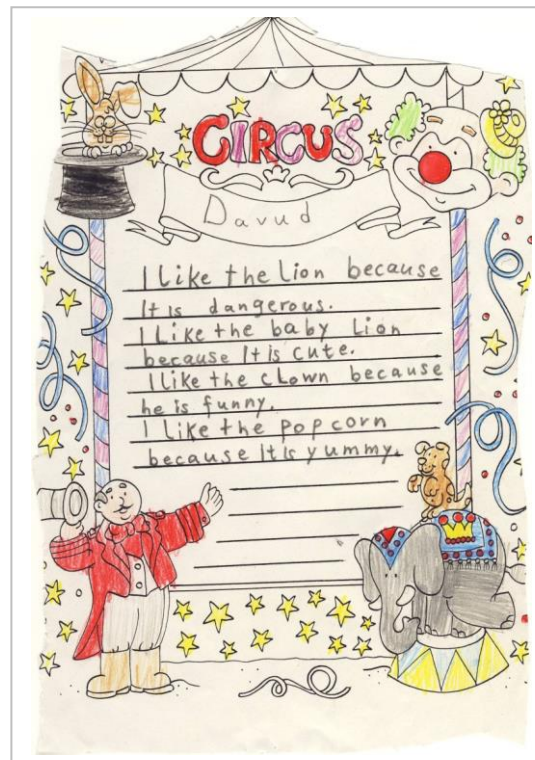 CIRCUS
Davud
I Like the Lion because
It is dangerous.
I Like the baby Lion
because It is cute.
I like the cLown because
he is funny.
I Like the popcorn
because it is yummy.